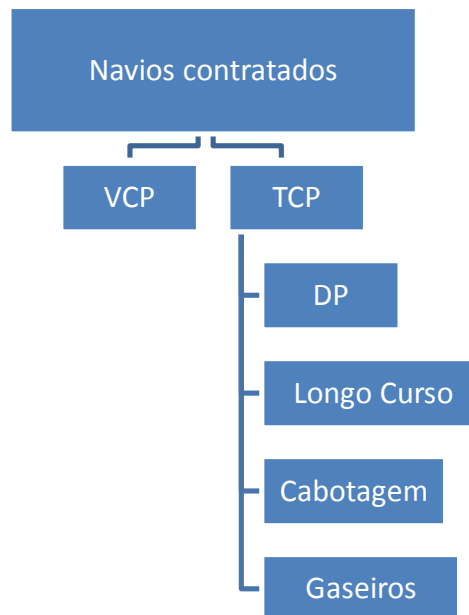 Navios contratados
VCP
TCP
DP
Longo Curso
Cabotagem
Gaseiros